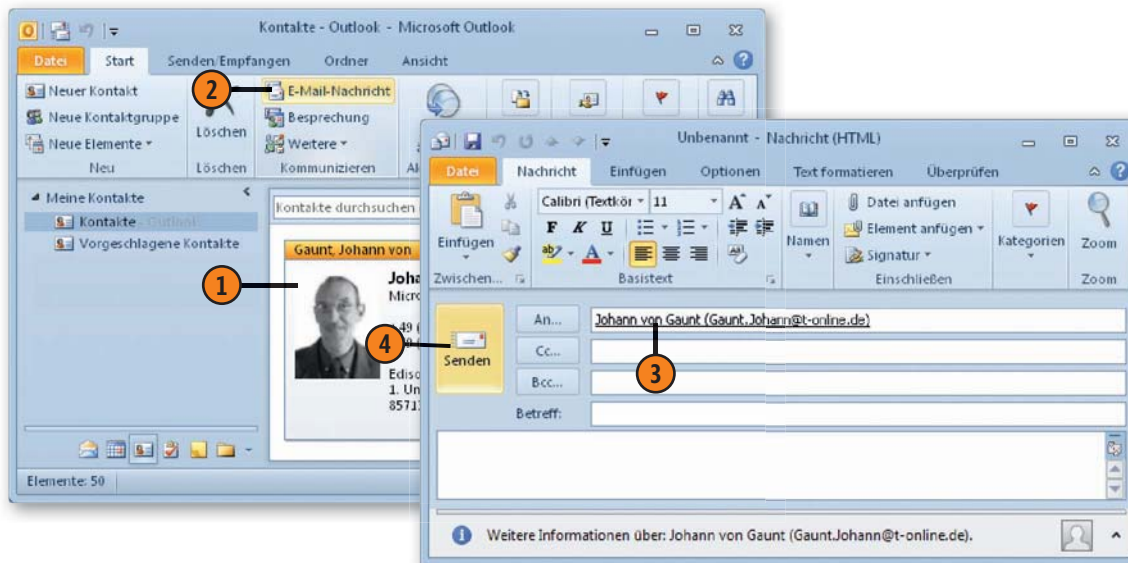 Kontakte - Outlook - Microsoft Outlook
Datei Start Senden/Empfangen Ordner Ansicht
Neuer Kontakt
Neue Kontaktgruppe
Neue Elemente
Neu
Löschen
Löschen
2
E-Mail-Nachricht
Besprechung
Weitere
Kommunizieren
Meine Kontakte
Kontakte - Outlook
Vorgeschlagene Kontakte
Kontakte durchsuchen
Gaunt, Johann von
1
Elemente: 50
Unbenannt - Nachricht (HTML)
Datei Nachricht Einfügen Optionen Text formatieren Überprüfen
Einfügen
Zwischen...
Calibri (Textkör 11
F K U
Basistext
Namen
Datei anfügen
Element anfügen
Signatur
Einschließen
Kategorien
Zoom
Zoom
4
Senden
An... Johann von Gaunt (Gaunt.Johann@t-online.de)
3
Cc...
Bcc...
Betreff:
Weitere Informationen über: Johann von Gaunt (Gaunt.Johann@t-online.de).